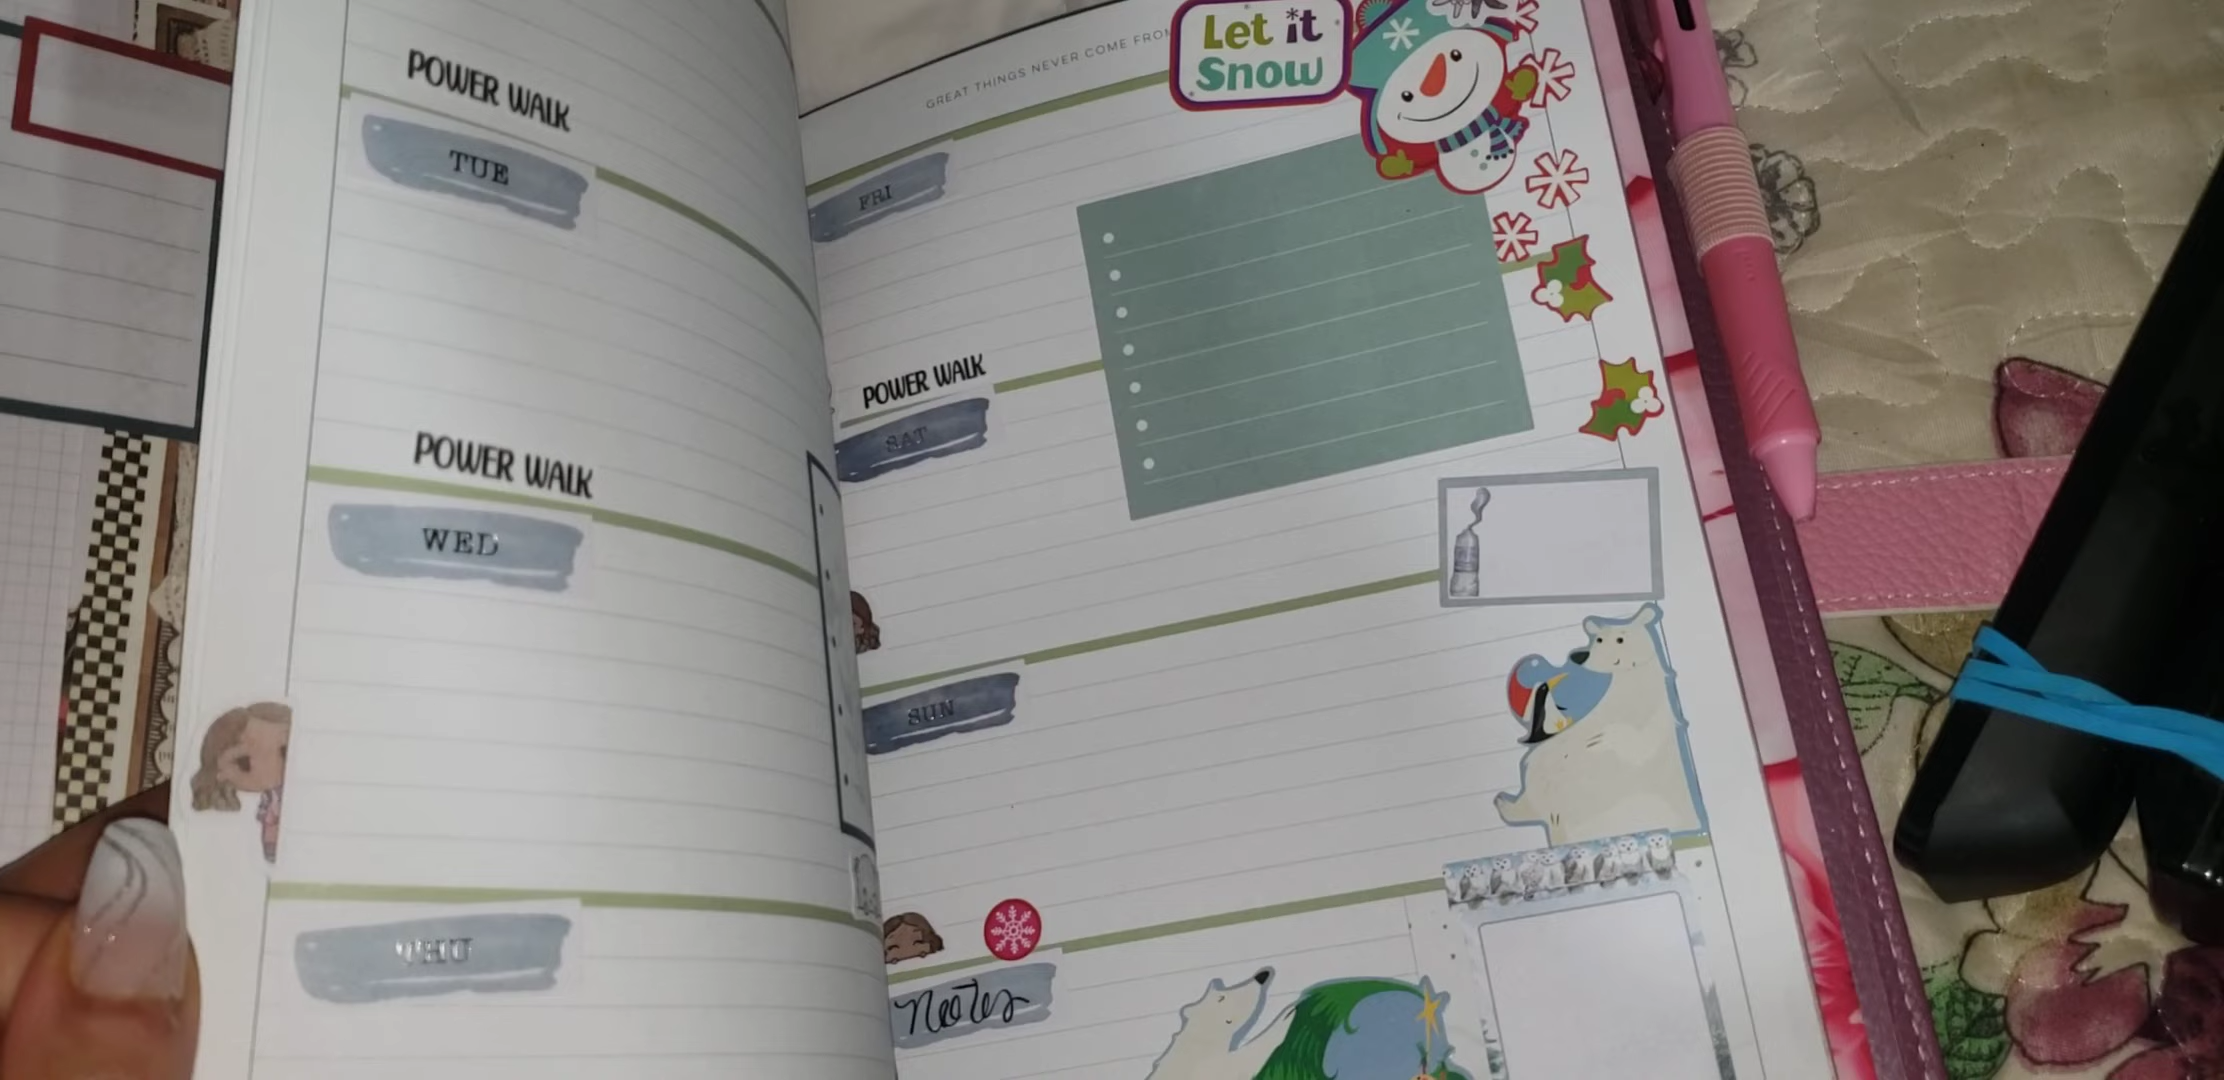 POWER WALK
TUE
POWER WALK
WED
THU
GREAT THINGS NEVER COME FROM
Let it
Snow
FRI
POWER WALK
SAT
SUN
Notes